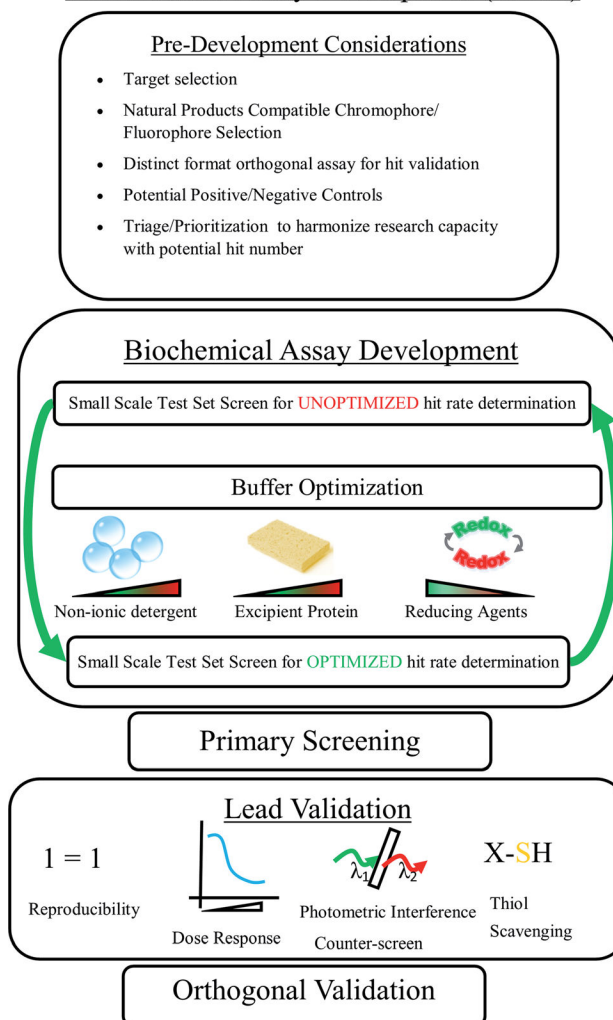 Pre-Development Considerations
• Target selection
• Natural Products Compatible Chromophore/
Fluorophore Selection
• Distinct format orthogonal assay for hit validation
• Potential Positive/Negative Controls
• Triage/Prioritization to harmonize research capacity
with potential hit number
Biochemical Assay Development
Small Scale Test Set Screen for UNOPTIMIZED hit rate determination
Buffer Optimization
Redox
Redox
Non-ionic detergent
Excipient Protein
Reducing Agents
Small Scale Test Set Screen for OPTIMIZED hit rate determination
Primary Screening
Lead Validation
1 = 1
λ1
λ2
X-SH
Reproducibility
Dose Response
Photometric Interference
Counter-screen
Thiol
Scavenging
Orthogonal Validation